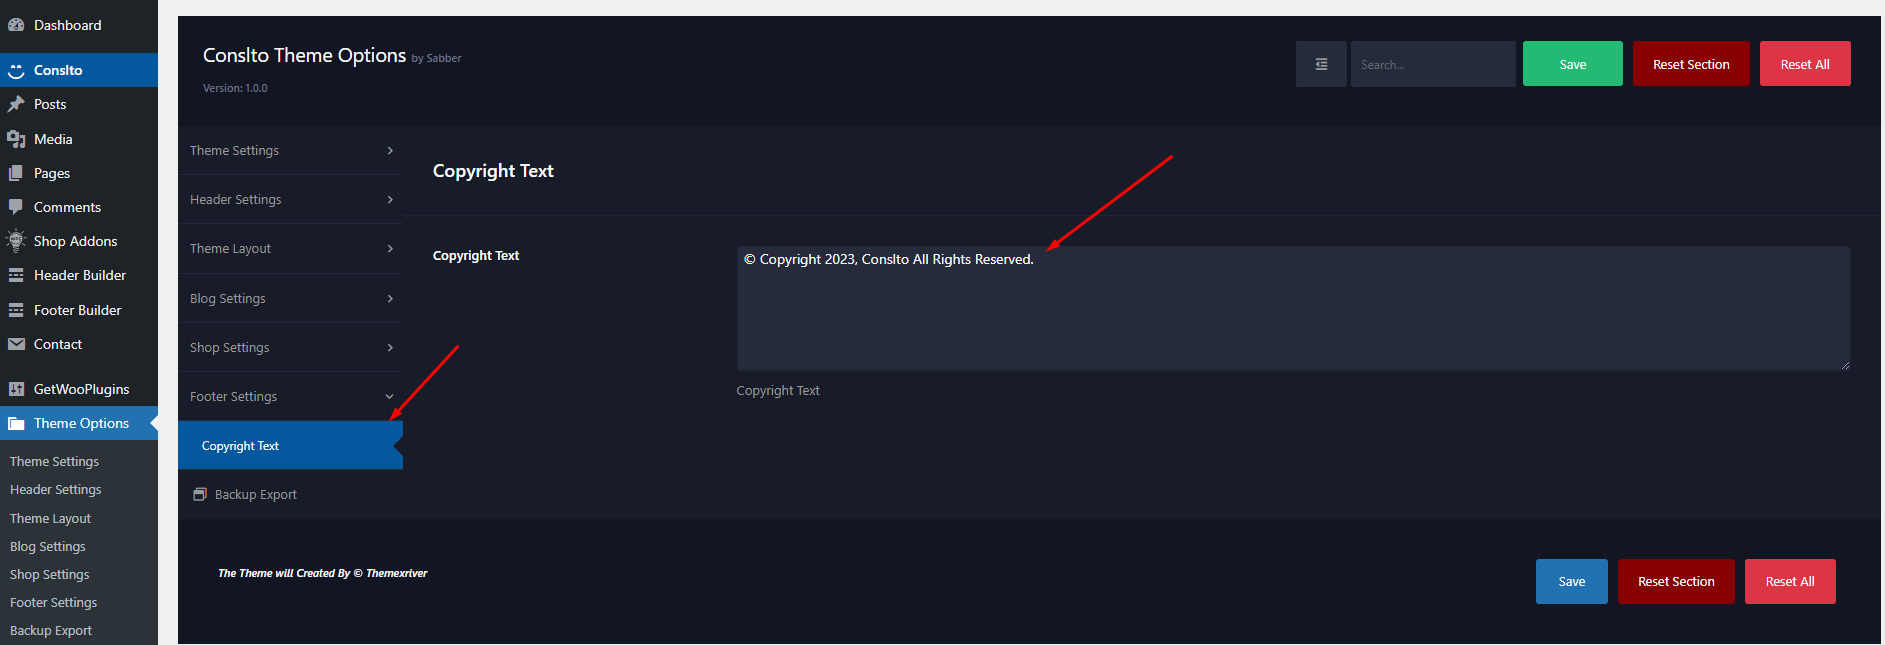 Dashboard
Conslto
Posts
Media
Pages
Comments
Shop Addons
Header Builder
Footer Builder
Contact
GetWooPlugins
Theme Options
Theme Settings
Header Settings
Theme Layout
Blog Settings
Shop Settings
Footer Settings
Backup Export
Conslto Theme Options by Sabber
Version: 1.0.0
Search...
Save
Reset Section
Reset All
Theme Settings
Header Settings
Theme Layout
Blog Settings
Shop Settings
Footer Settings
Copyright Text
Backup Export
Copyright Text
Copyright Text
© Copyright 2023, Conslto All Rights Reserved.
Copyright Text
The Theme will Created By © Themexriver
Save
Reset Section
Reset All